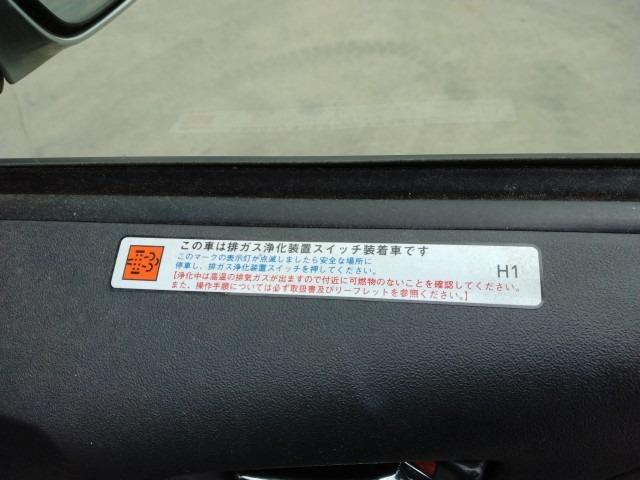 この車は排ガス浄化装置スイッチ装着車です
このマークの表示灯が点滅しましたら安全な場所に
停車し、排ガス浄化装置スイッチを押してください。
【浄化中は高温の排気ガスが出ますので付近に可燃物のないことを確認してください。
また、操作手順については必ず取扱書及びリーフレットを参照ください。】
H1